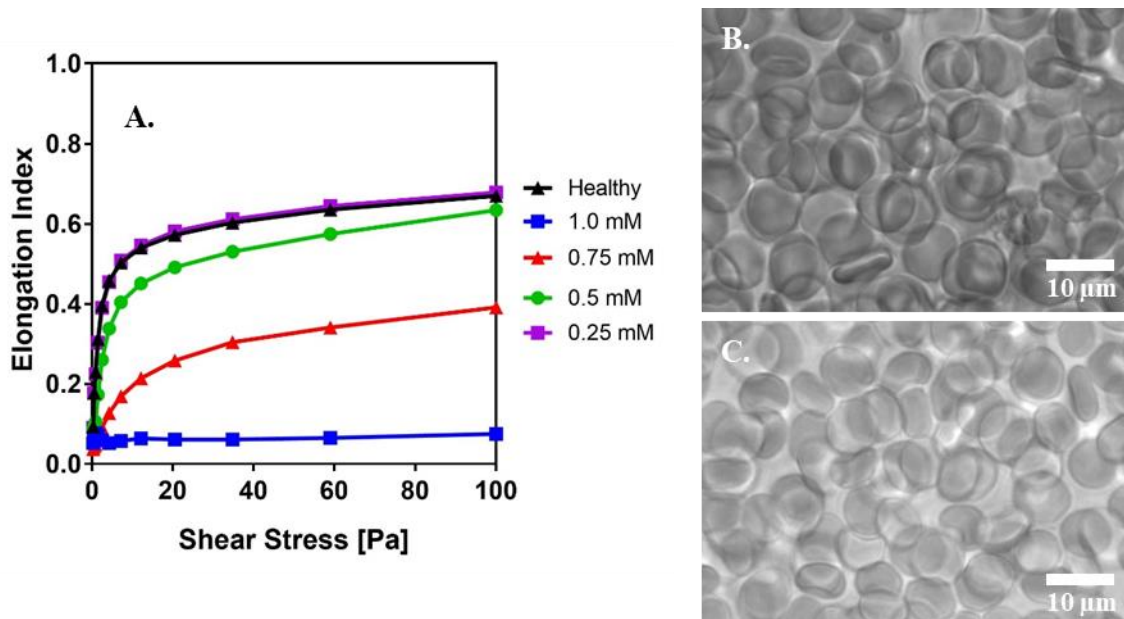 A.
1.0
0.8
0.6
0.4
0.2
0.0
0 20 40 60 80 100
Elongation Index
Shear Stress [Pa]
Healthy
1.0 mM
0.75 mM
0.5 mM
0.25 mM
B.
10 µm
C.
10 µm